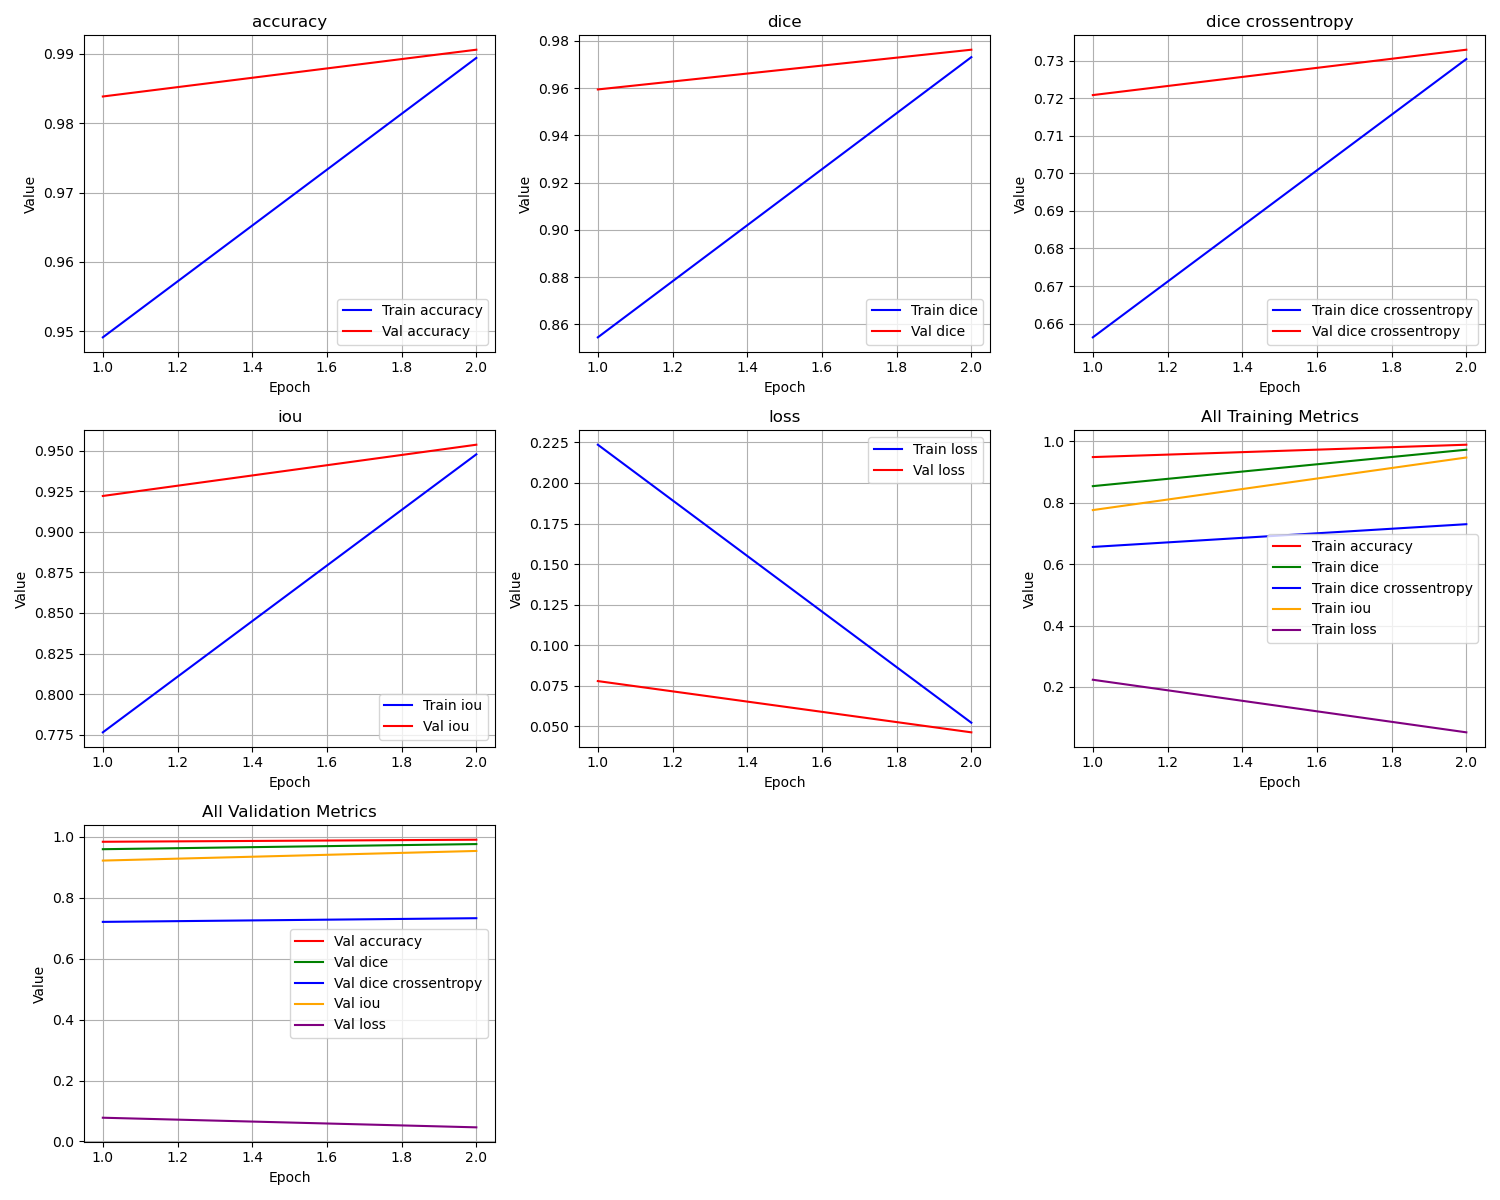 accuracy
0.99
0.98
0.97
0.96
0.95
Value
1.0 1.2 1.4 1.6 1.8 2.0
Epoch
Train accuracy
Val accuracy
dice
0.98
0.96
0.94
0.92
0.90
0.88
0.86
Value
1.0 1.2 1.4 1.6 1.8 2.0
Epoch
Train dice
Val dice
dice crossentropy
0.73
0.72
0.71
0.70
0.69
0.68
0.67
0.66
Value
1.0 1.2 1.4 1.6 1.8 2.0
Epoch
Train dice crossentropy
Val dice crossentropy
iou
0.950
0.925
0.900
0.875
0.850
0.825
0.800
0.775
Value
1.0 1.2 1.4 1.6 1.8 2.0
Epoch
Train iou
Val iou
loss
0.225
0.200
0.175
0.150
0.125
0.100
0.075
0.050
Value
1.0 1.2 1.4 1.6 1.8 2.0
Epoch
Train loss
Val loss
All Training Metrics
1.0
0.8
0.6
0.4
0.2
Value
1.0 1.2 1.4 1.6 1.8 2.0
Epoch
Train accuracy
Train dice
Train dice crossentropy
Train iou
Train loss
All Validation Metrics
1.0
0.8
0.6
0.4
0.2
0.0
Value
1.0 1.2 1.4 1.6 1.8 2.0
Epoch
Val accuracy
Val dice
Val dice crossentropy
Val iou
Val loss